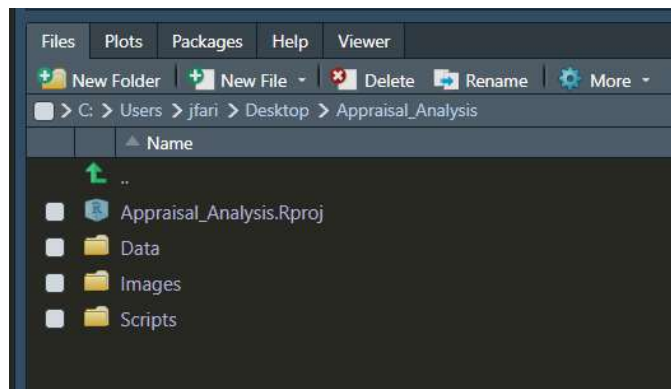 Files Plots Packages Help Viewer
New Folder New File Delete Rename More
C: > Users > jfari > Desktop > Appraisal_Analysis
Name
..
Appraisal_Analysis.Rproj
Data
Images
Scripts